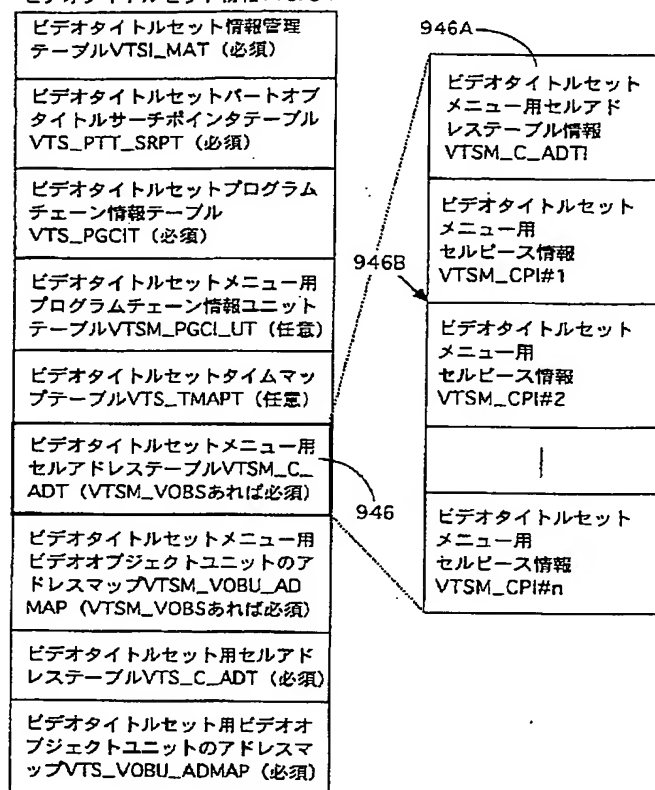 ビデオタイトルセット情報管理
テーブルVTSI_MAT（必須）
ビデオタイトルセットパートオブ
タイトルサーチポインタテーブル
VTS_PTT_SRPT（必須）
ビデオタイトルセットプログラム
チェーン情報テーブル
VTS_PGCIT（必須）
ビデオタイトルセットメニュー用
プログラムチェーン情報ユニット
テーブルVTSM_PGCI_UT（任意）
ビデオタイトルセットタイムマッ
プテーブルVTS_TMAPT（任意）
ビデオタイトルセットメニュー用
セルアドレステーブルVTSM_C_
ADT（VTSM_VOBSあれば必須）
ビデオタイトルセットメニュー用
ビデオオブジェクトユニットのア
ドレスマップVTSM_VOBU_AD
MAP（VTSM_VOBSあれば必須）
ビデオタイトルセット用セルアド
レステーブルVTS_C_ADT（必須）
ビデオタイトルセット用ビデオオ
ブジェクトユニットのアドレスマ
ップVTS_VOBU_ADMAP（必須）
946
946A
ビデオタイトルセット
メニュー用セルアド
レステーブル情報
VTSM_C_ADTI
946B
ビデオタイトルセット
メニュー用
セルピース情報
VTSM_CPI#1
ビデオタイトルセット
メニュー用
セルピース情報
VTSM_CPI#2
ビデオタイトルセット
メニュー用
セルピース情報
VTSM_CPI#n